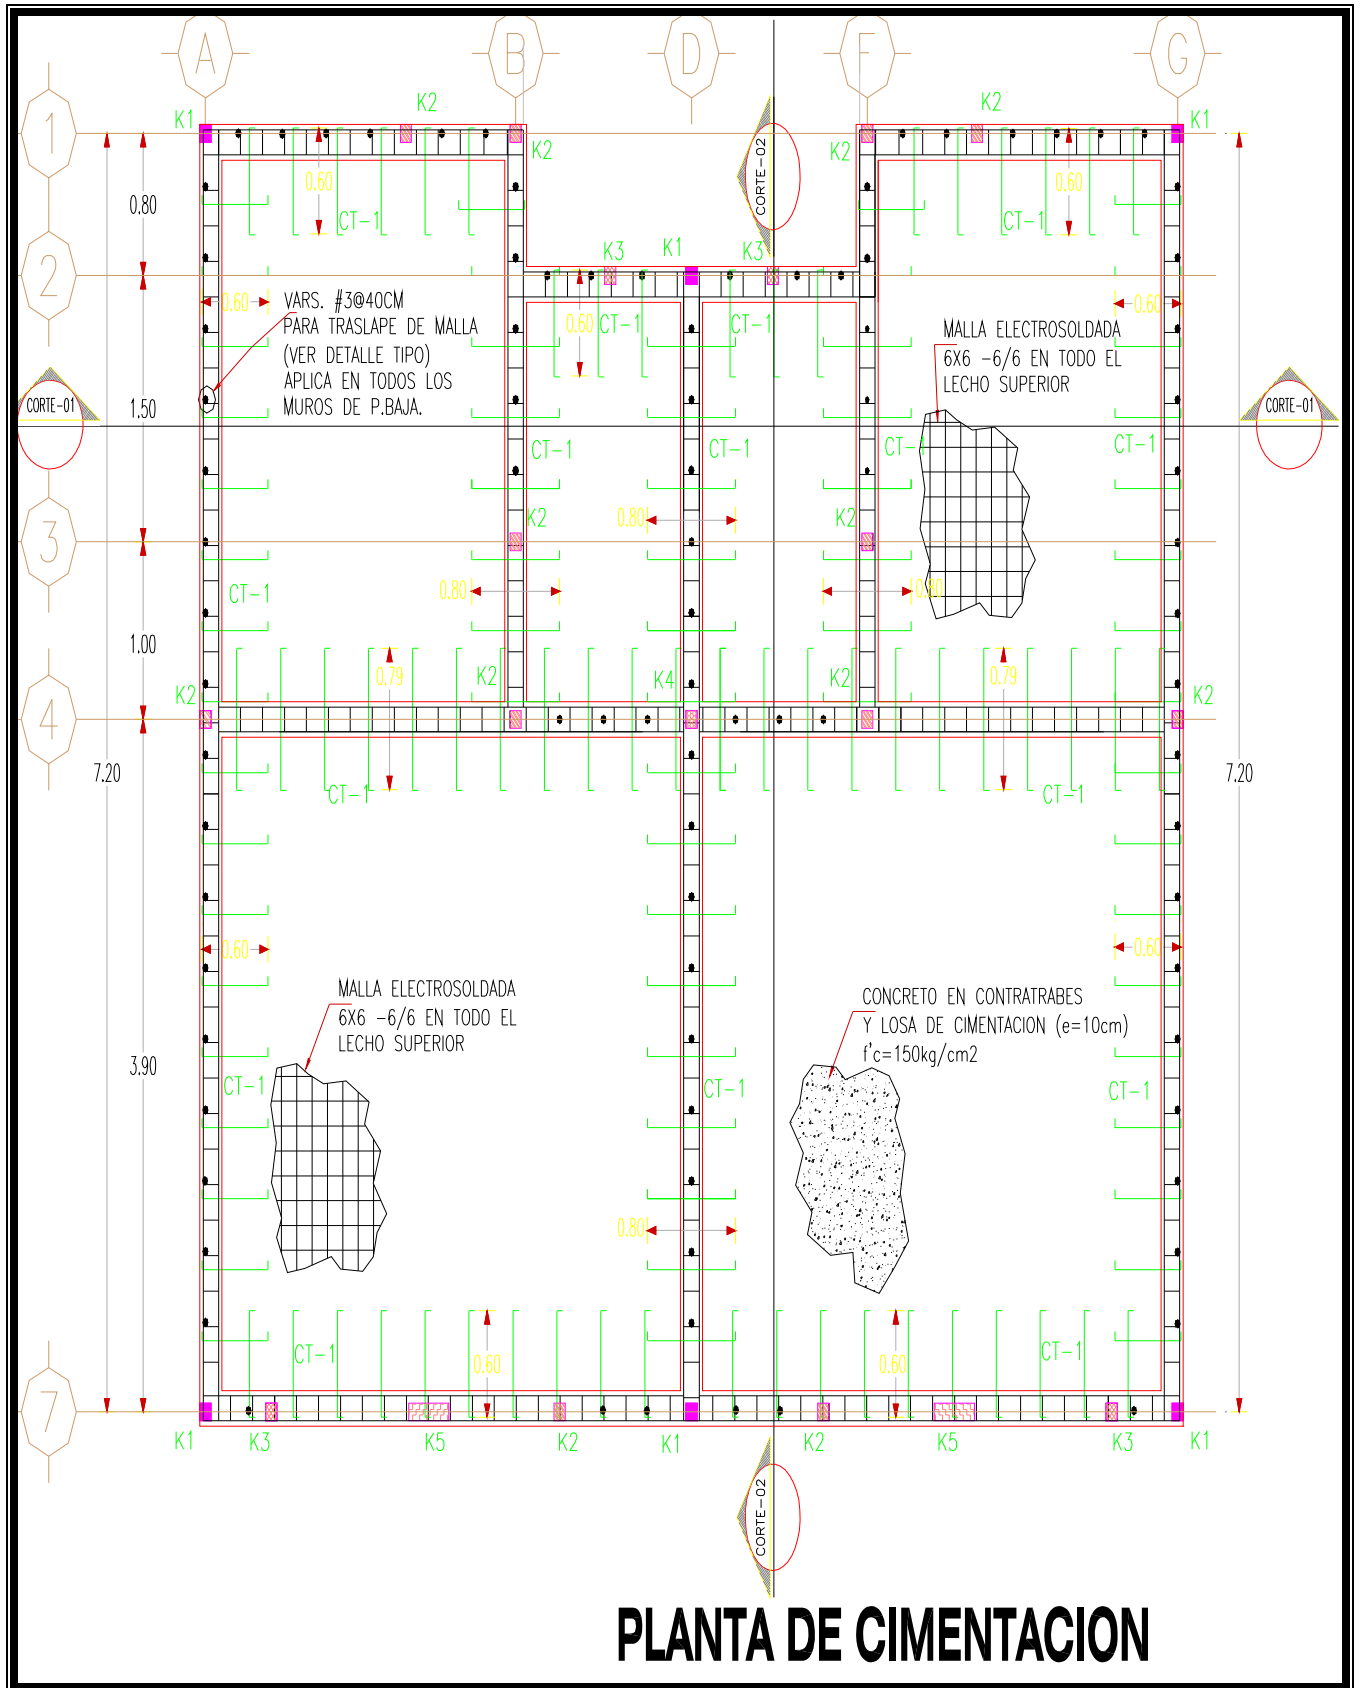 A B D F G
K1 K2 K2 K1
1
K2 K2
CORTE-02
0.60 0.60
0.80
CT-1 CT-1
K3 K1 K3
2
0.60 0.60
VARS. #3@40CM
PARA TRASLAPE DE MALLA
(VER DETALLE TIPO)
APLICA EN TODOS LOS
MUROS DE P.BAJA.
0.60 CT-1 CT-1
MALLA ELECTROSOLDADA
6X6 -6/6 EN TODO EL
LECHO SUPERIOR
CORTE-01 CORTE-01
1.50
CT-1 CT-1 CT-1 CT-1
K2 0.80 K2
3
CT-1 0.80 0.80
1.00
0.79 K2 K4 K2 0.79
K2 K2
4
7.20 7.20
CT-1 CT-1
0.60 0.60
MALLA ELECTROSOLDADA
6X6 -6/6 EN TODO EL
LECHO SUPERIOR
CONCRETO EN CONTRATRABES
Y LOSA DE CIMENTACION (e=10cm)
f'c=150kg/cm2
3.90
CT-1 CT-1 CT-1
0.80
CT-1 0.60 0.60 CT-1
7
K1 K3 K5 K2 K1 K2 K5 K3 K1
CORTE-02
PLANTA DE CIMENTACION